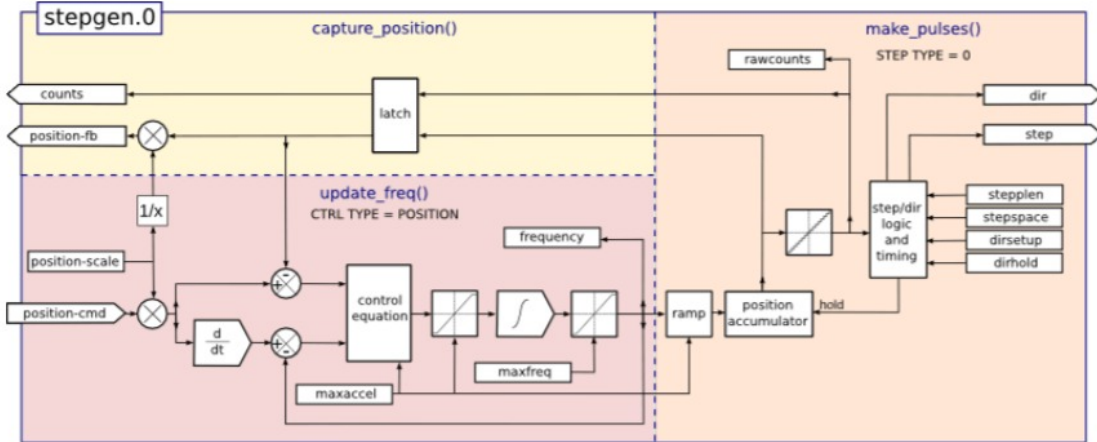 stepgen.0
capture_position()
make_pulses()
STEP TYPE = 0
rawcounts
counts
latch
dir
position-fb
step
update_freq()
CTRL TYPE = POSITION
1/x
stepplen
stepspace
dirsetup
dirhold
step/dir
logic
and
timing
frequency
position-scale
position-cmd
+
-
control
equation
∫
ramp
position
accumulator
hold
d
dt
+
-
maxfreq
maxaccel